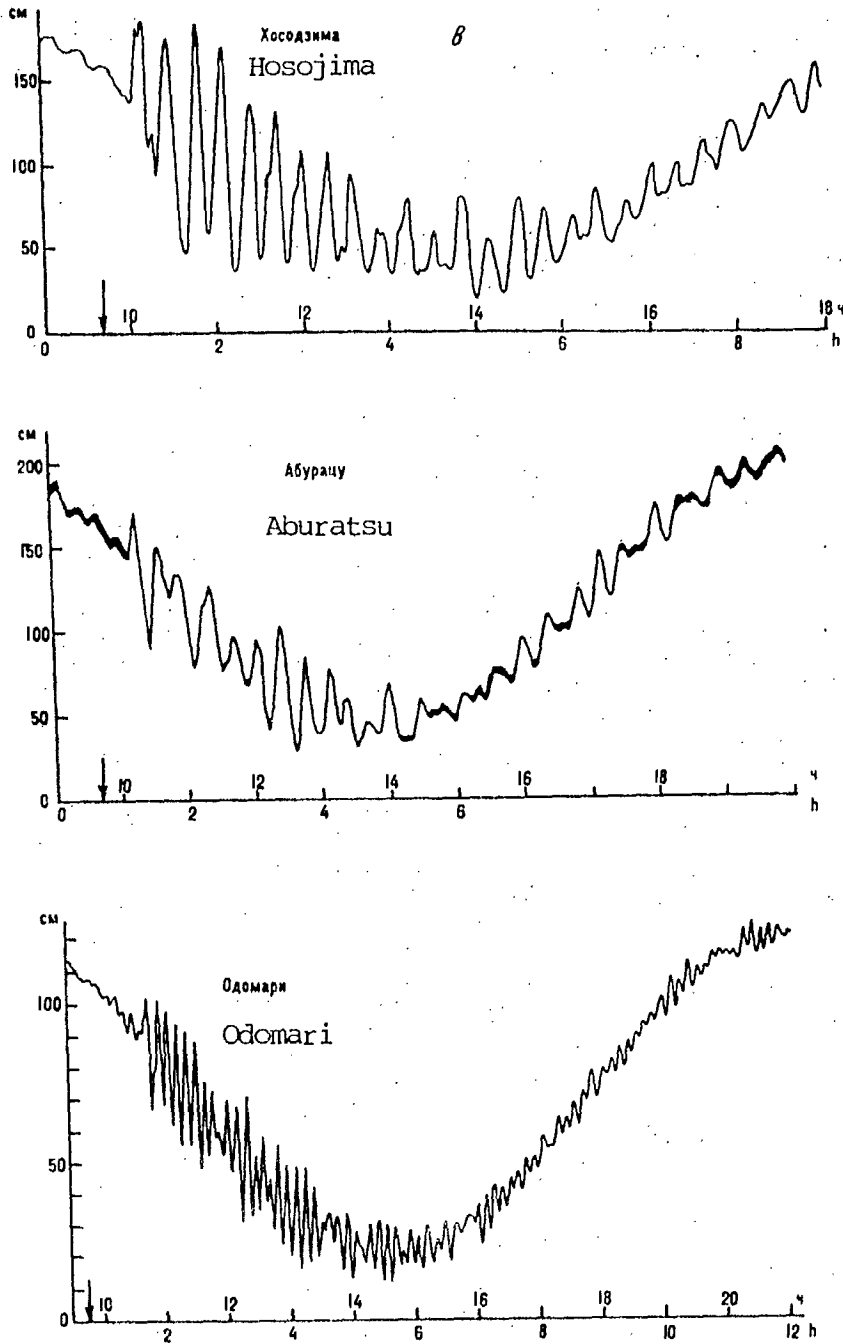 см
Хосодзима
в
Hosojima
150
100
50
0
10 12 14 16 18 ч
0 2 4 6 8 h
см
200
Абурацу
Aburatsu
150
100
50
0
10 12 14 16 18 ч
0 2 4 6 h
см
Одомари
100
Odomari
50
0
10 12 14 16 18 20 ч
2 4 6 8 10 12 h